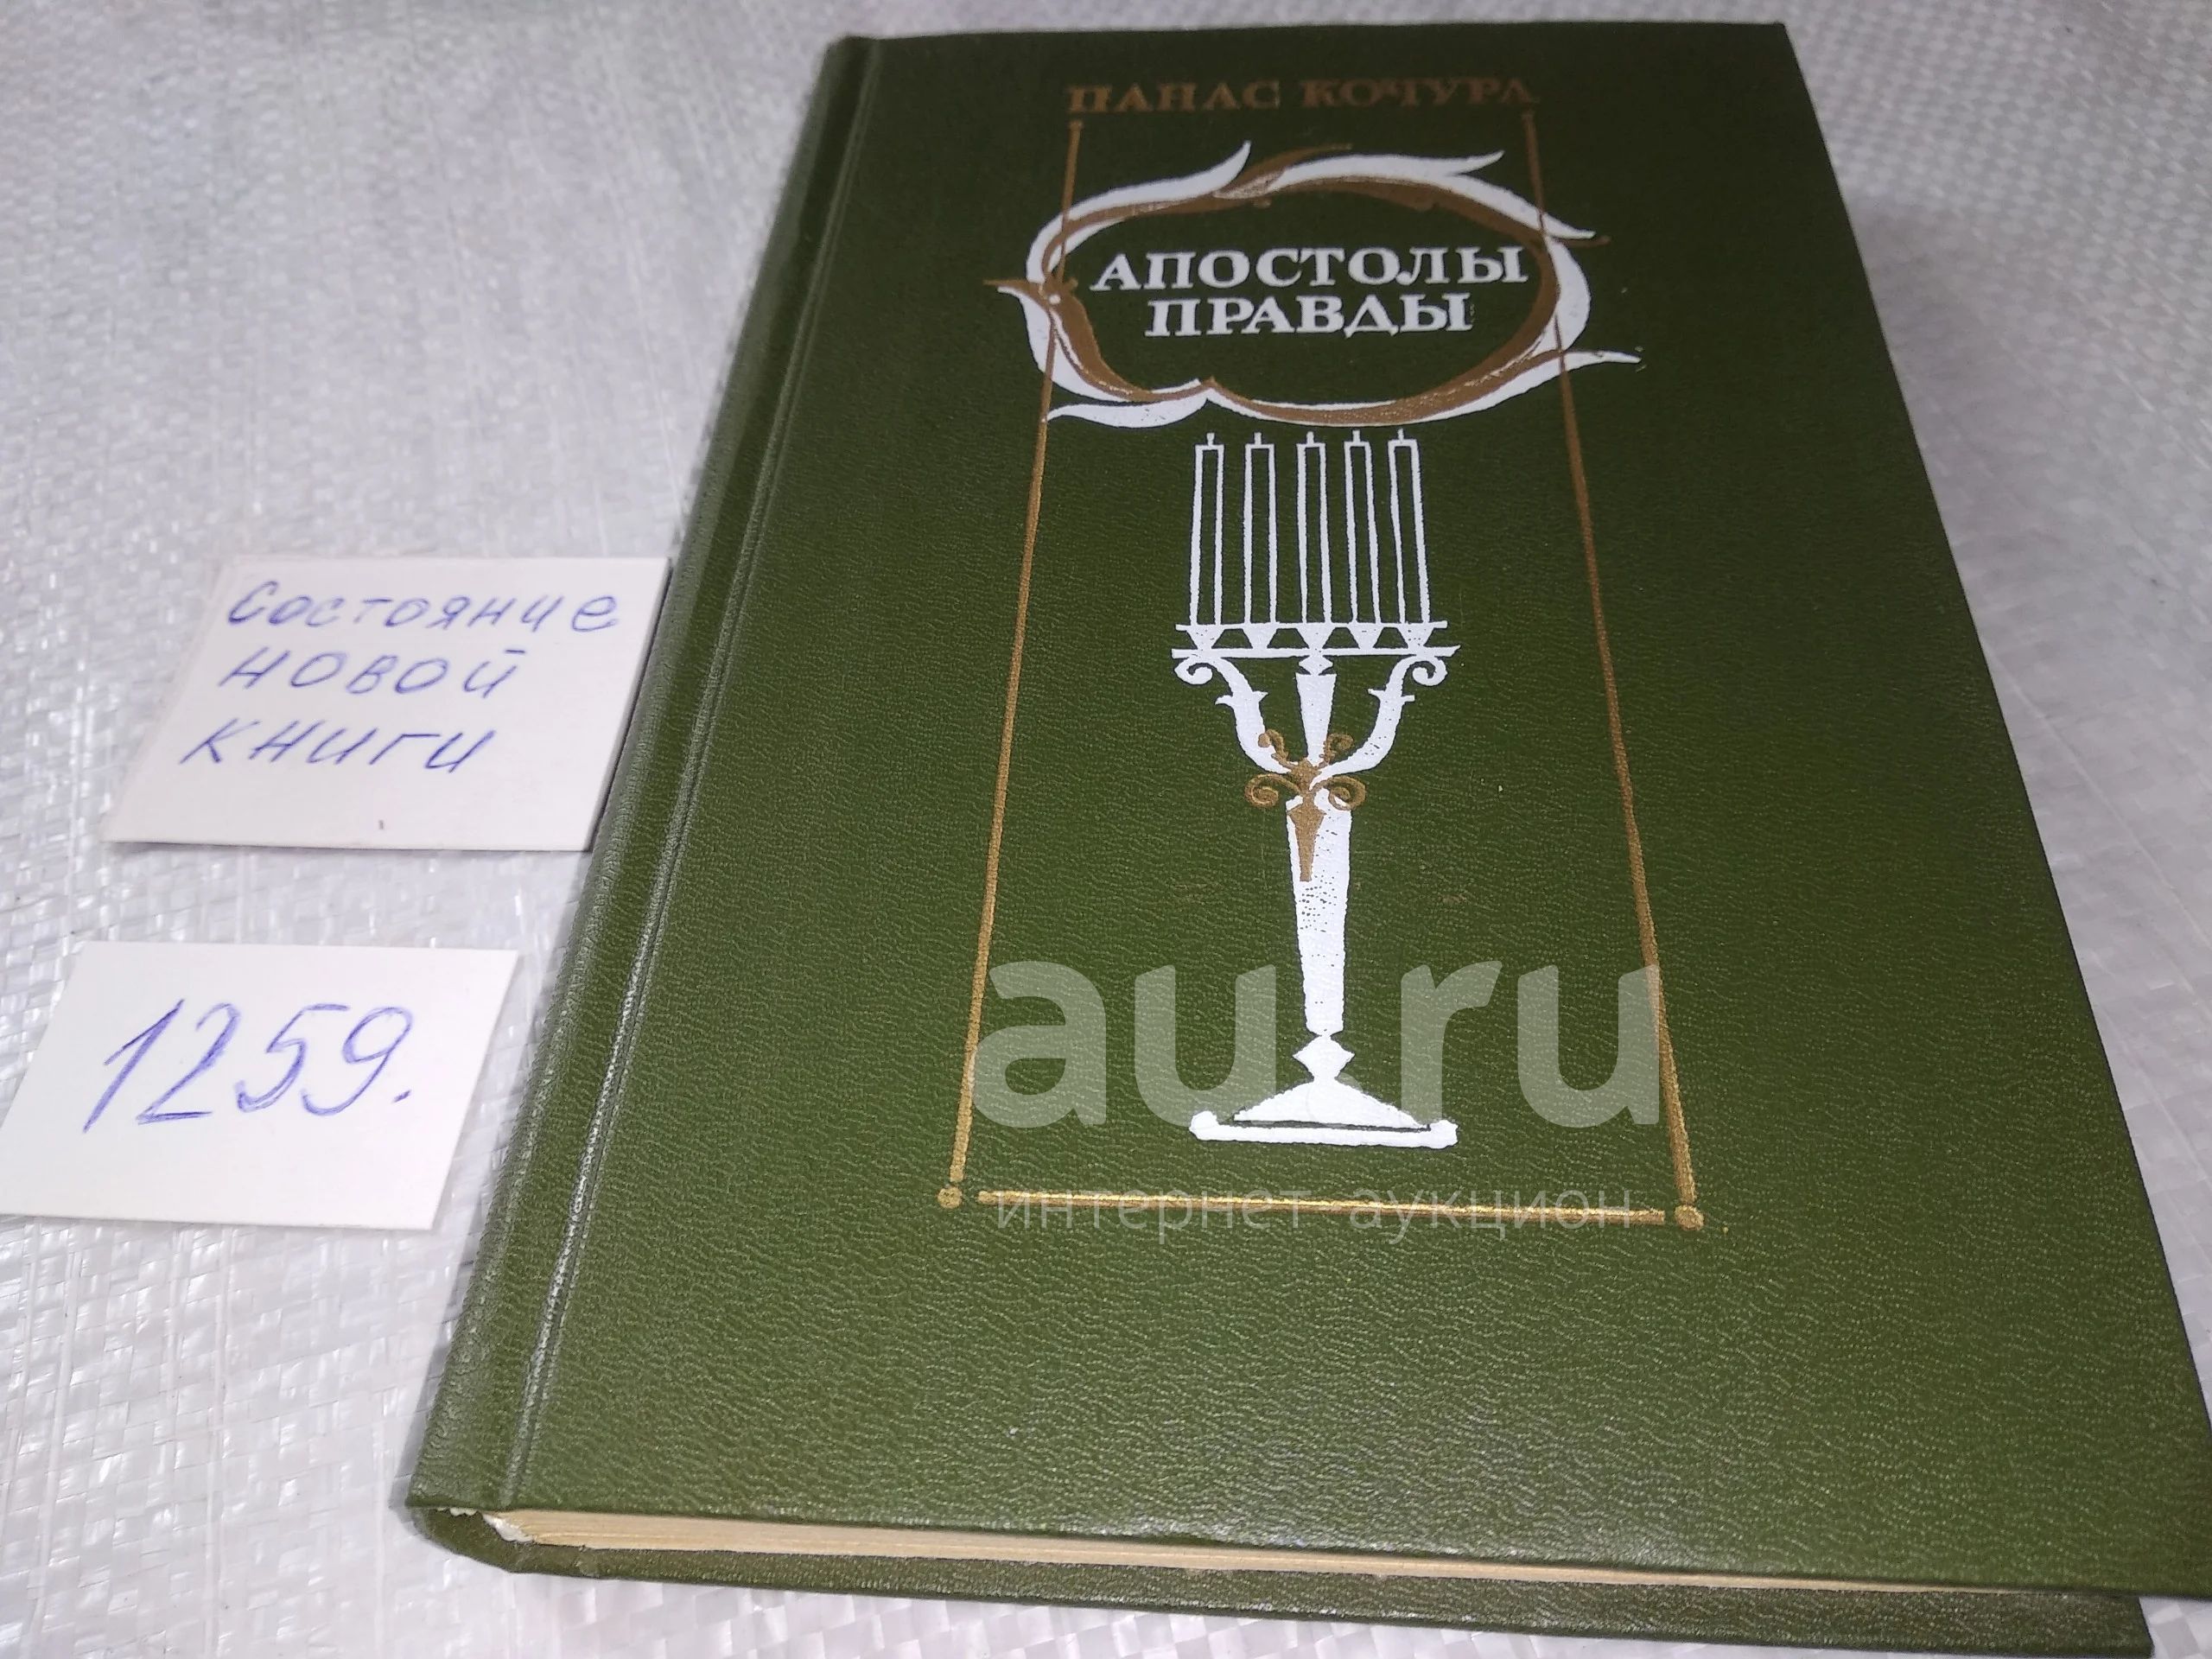 ПАНАС КОЧУРА
АПОСТОЛЫ
ПРАВДЫ
Состояние
новой
книги
1259.
au.ru
интернет аукцион